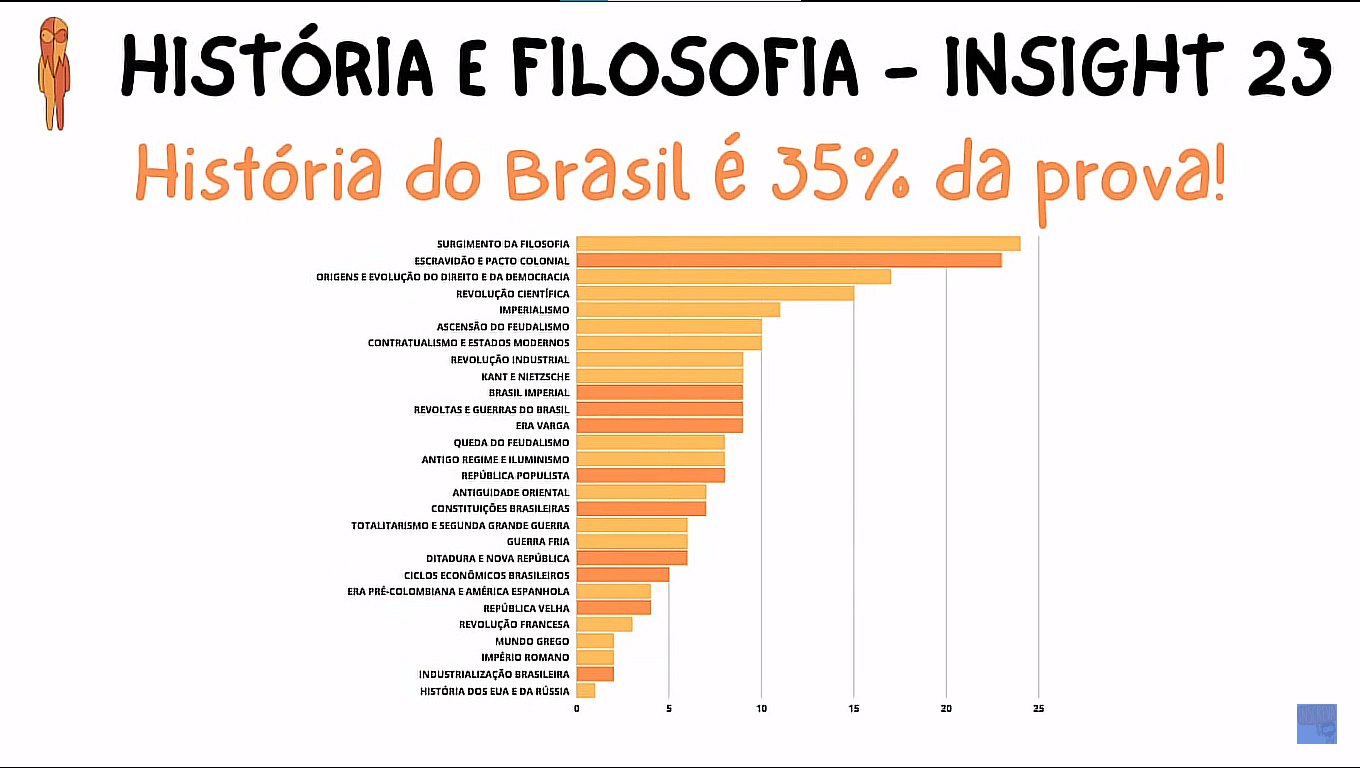 HISTÓRIA E FILOSOFIA - INSIGHT 23
História do Brasil é 35% da prova!
SURGIMENTO DA FILOSOFIA
ESCRAVIDÃO E PACTO COLONIAL
ORIGENS E EVOLUÇÃO DO DIREITO E DA DEMOCRACIA
REVOLUÇÃO CIENTÍFICA
IMPERIALISMO
ASCENSÃO DO FEUDALISMO
CONTRATUALISMO E ESTADOS MODERNOS
REVOLUÇÃO INDUSTRIAL
KANT E NIETZSCHE
BRASIL IMPERIAL
REVOLTAS E GUERRAS DO BRASIL
ERA VARGA
QUEDA DO FEUDALISMO
ANTIGO REGIME E ILUMINISMO
REPÚBLICA POPULISTA
ANTIGUIDADE ORIENTAL
CONSTITUIÇÕES BRASILEIRAS
TOTALITARISMO E SEGUNDA GRANDE GUERRA
GUERRA FRIA
DITADURA E NOVA REPÚBLICA
CICLOS ECONÔMICOS BRASILEIROS
ERA PRÉ-COLOMBIANA E AMÉRICA ESPANHOLA
REPÚBLICA VELHA
REVOLUÇÃO FRANCESA
MUNDO GREGO
IMPÉRIO ROMANO
INDUSTRIALIZAÇÃO BRASILEIRA
HISTÓRIA DOS EUA E DA RÚSSIA
0 5 10 15 20 25